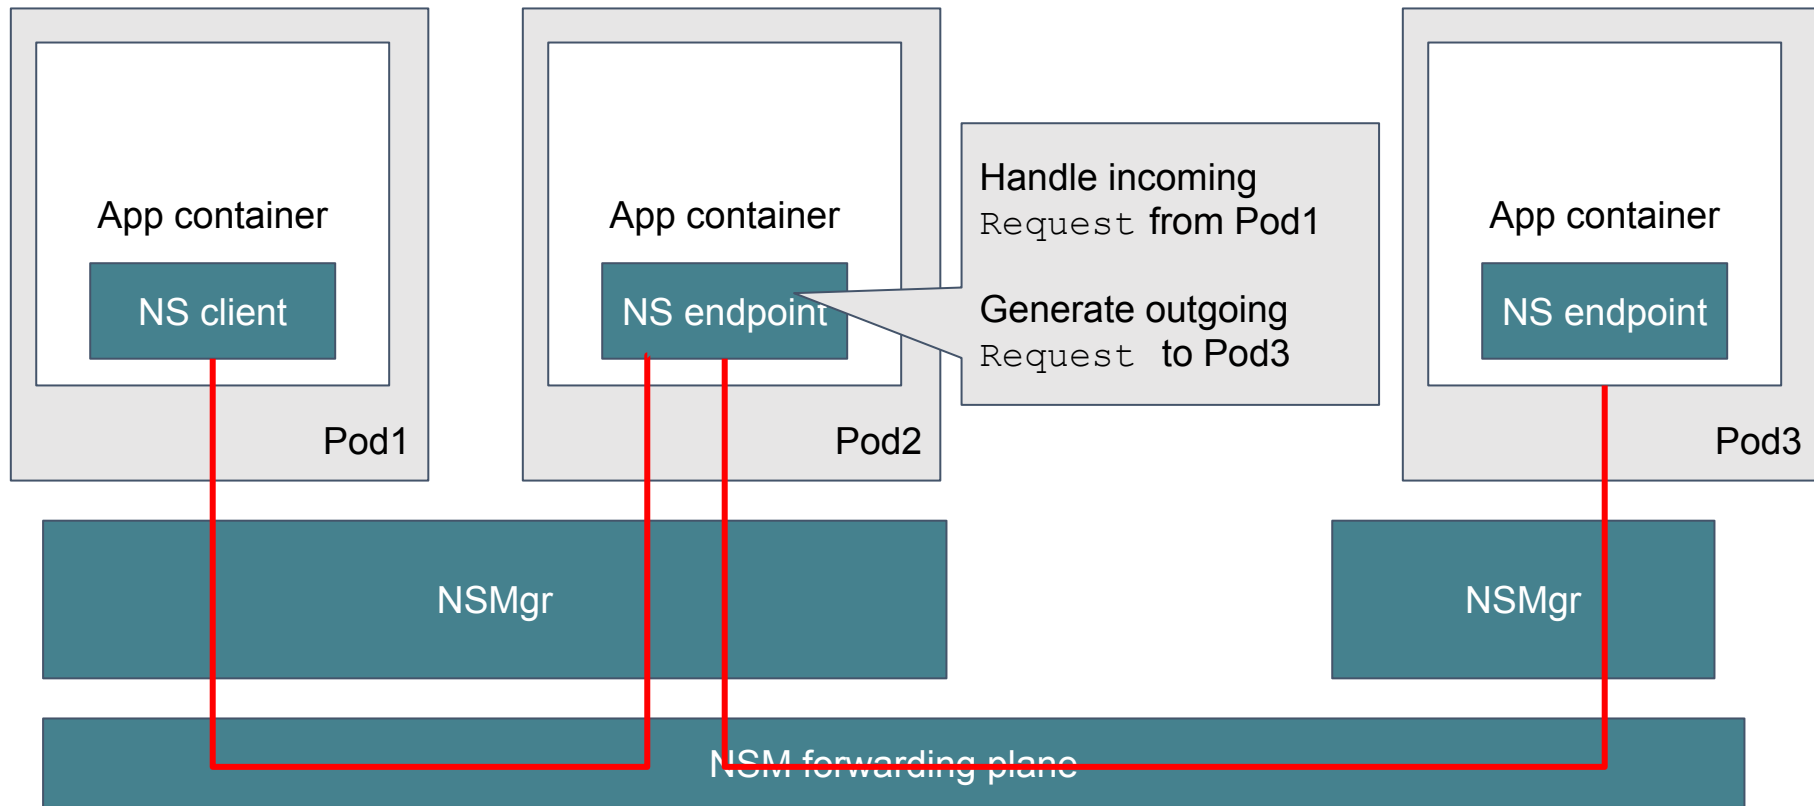 App container
NS client
Pod1
App container
NS endpoint
Pod2
Handle incoming
Request from Pod1
Generate outgoing
Request to Pod3
App container
NS endpoint
Pod3
NSMgr
NSMgr
NSM forwarding plane